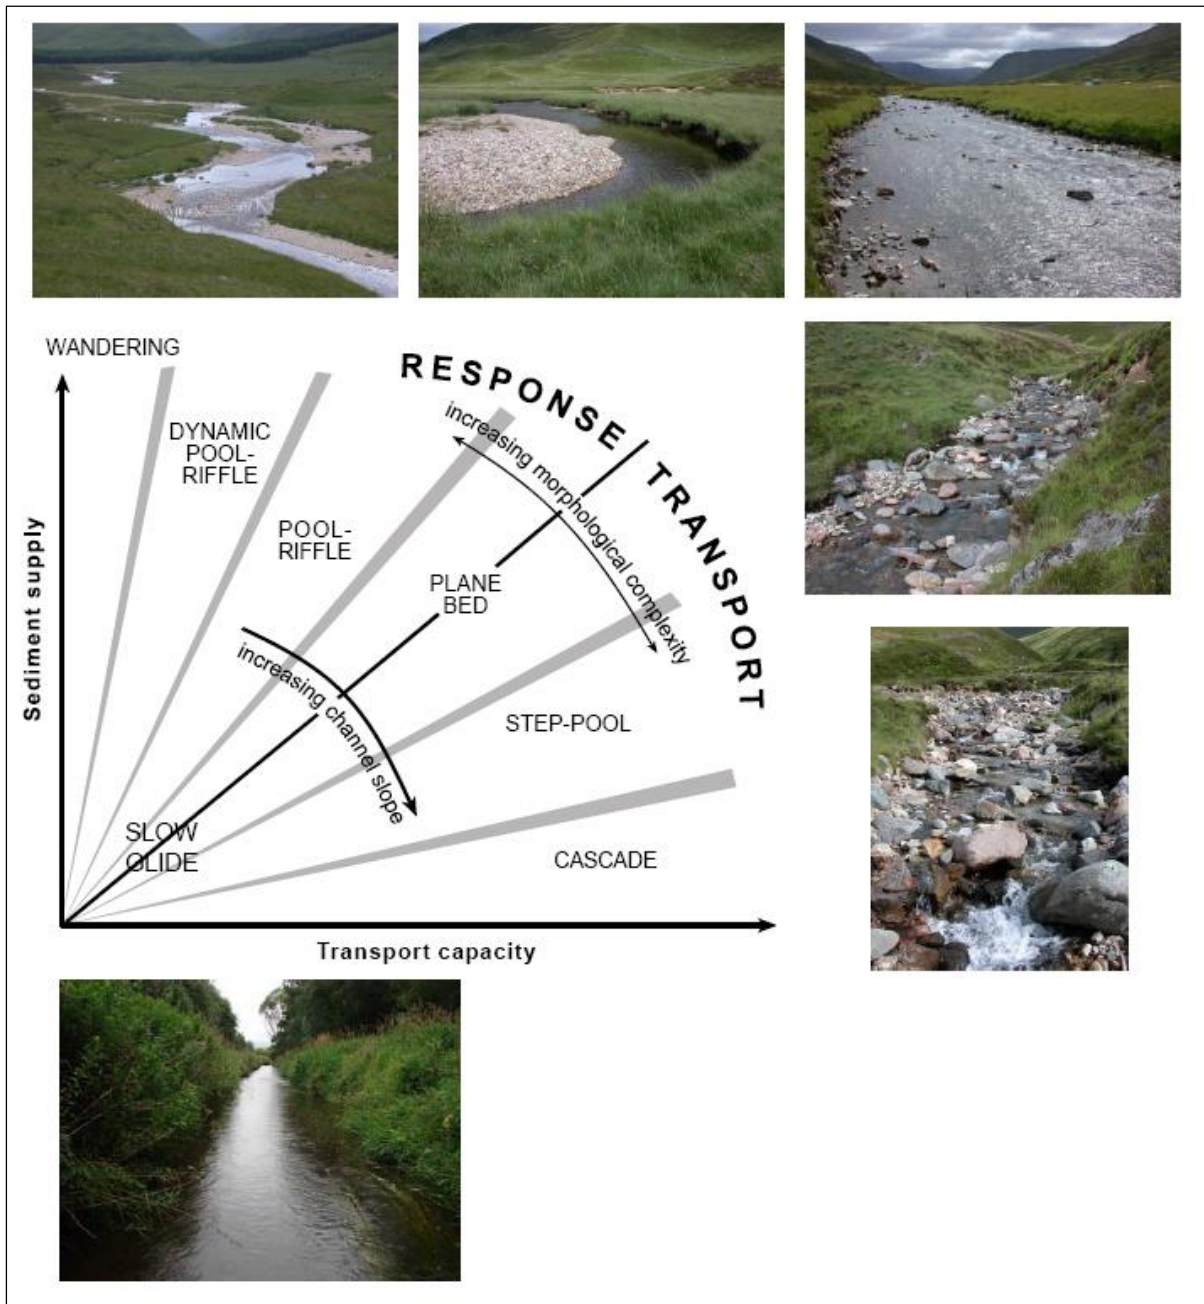 WANDERING
RESPONSE / TRANSPORT
increasing morphological complexity
DYNAMIC
POOL-
RIFFLE
POOL-
RIFFLE
PLANE
BED
increasing channel slope
STEP-POOL
SLOW
GLIDE
CASCADE
Sediment supply
Transport capacity